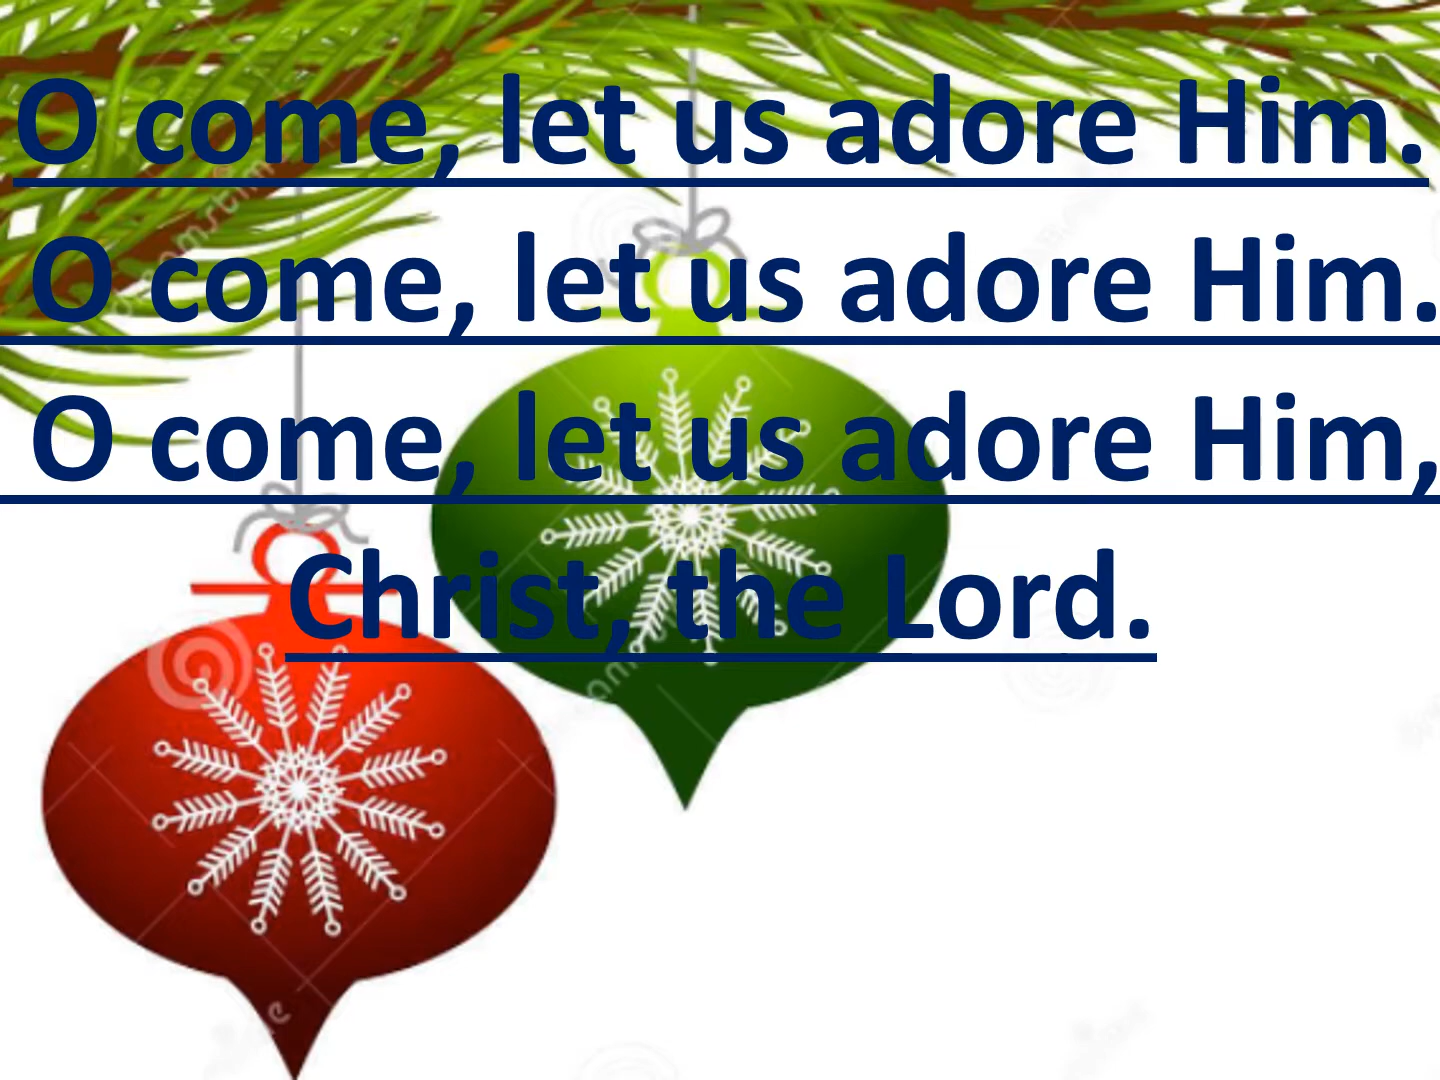 O come, let us adore Him.
O come, let us adore Him.
O come, let us adore Him,
Christ, the Lord.